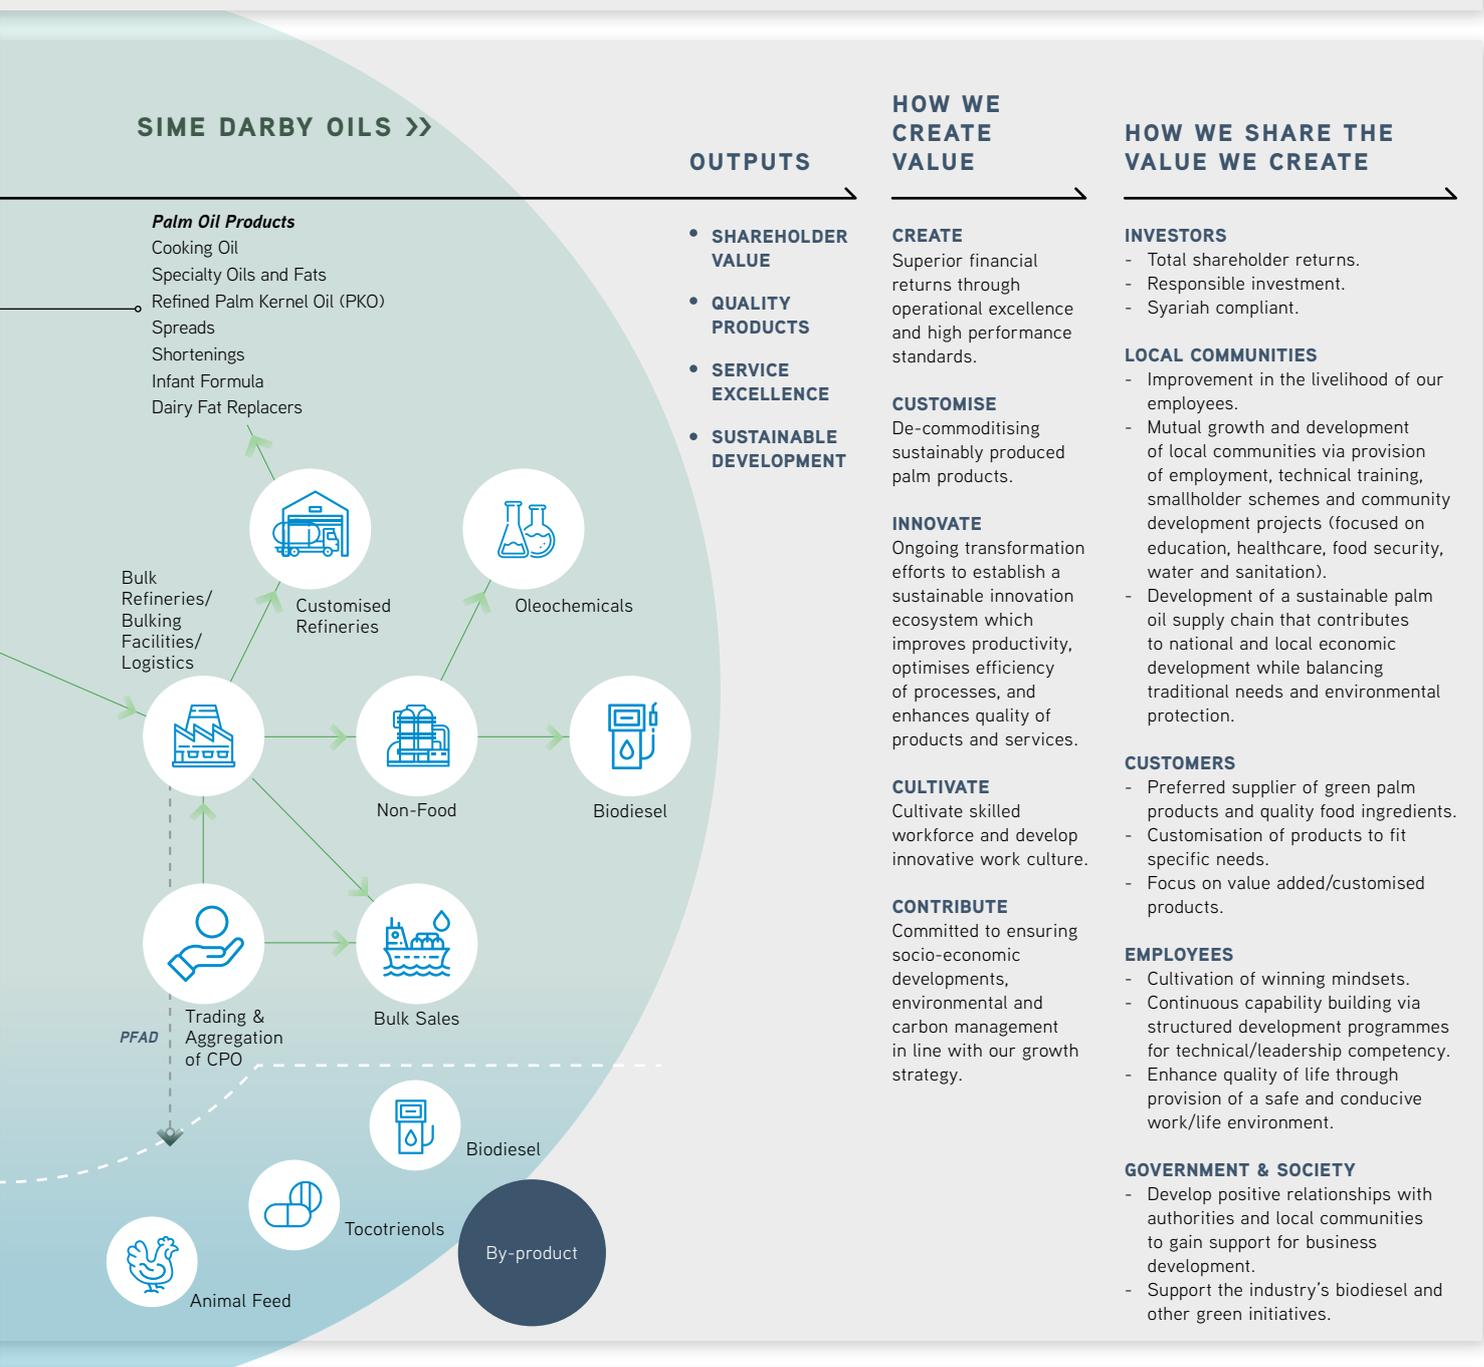 SIME DARBY OILS »
Palm Oil Products
Cooking Oil
Specialty Oils and Fats
Refined Palm Kernel Oil (PKO)
Spreads
Shortenings
Infant Formula
Dairy Fat Replacers
Bulk
Refineries/
Bulking
Facilities/
Logistics
Customised
Refineries
Oleochemicals
Non-Food
Biodiesel
Trading &
Aggregation
of CPO
Bulk Sales
PFAD
Biodiesel
Tocotrienols
Animal Feed
By-product
OUTPUTS
• SHAREHOLDER
VALUE
• QUALITY
PRODUCTS
• SERVICE
EXCELLENCE
• SUSTAINABLE
DEVELOPMENT
HOW WE
CREATE
VALUE
CREATE
Superior financial
returns through
operational excellence
and high performance
standards.
CUSTOMISE
De-commoditising
sustainably produced
palm products.
INNOVATE
Ongoing transformation
efforts to establish a
sustainable innovation
ecosystem which
improves productivity,
optimises efficiency
of processes, and
enhances quality of
products and services.
CULTIVATE
Cultivate skilled
workforce and develop
innovative work culture.
CONTRIBUTE
Committed to ensuring
socio-economic
developments,
environmental and
carbon management
in line with our growth
strategy.
HOW WE SHARE THE
VALUE WE CREATE
INVESTORS
- Total shareholder returns.
- Responsible investment.
- Syariah compliant.
LOCAL COMMUNITIES
- Improvement in the livelihood of our
employees.
- Mutual growth and development
of local communities via provision
of employment, technical training,
smallholder schemes and community
development projects (focused on
education, healthcare, food security,
water and sanitation).
- Development of a sustainable palm
oil supply chain that contributes
to national and local economic
development while balancing
traditional needs and environmental
protection.
CUSTOMERS
- Preferred supplier of green palm
products and quality food ingredients.
- Customisation of products to fit
specific needs.
- Focus on value added/customised
products.
EMPLOYEES
- Cultivation of winning mindsets.
- Continuous capability building via
structured development programmes
for technical/leadership competency.
- Enhance quality of life through
provision of a safe and conducive
work/life environment.
GOVERNMENT & SOCIETY
- Develop positive relationships with
authorities and local communities
to gain support for business
development.
- Support the industry's biodiesel and
other green initiatives.